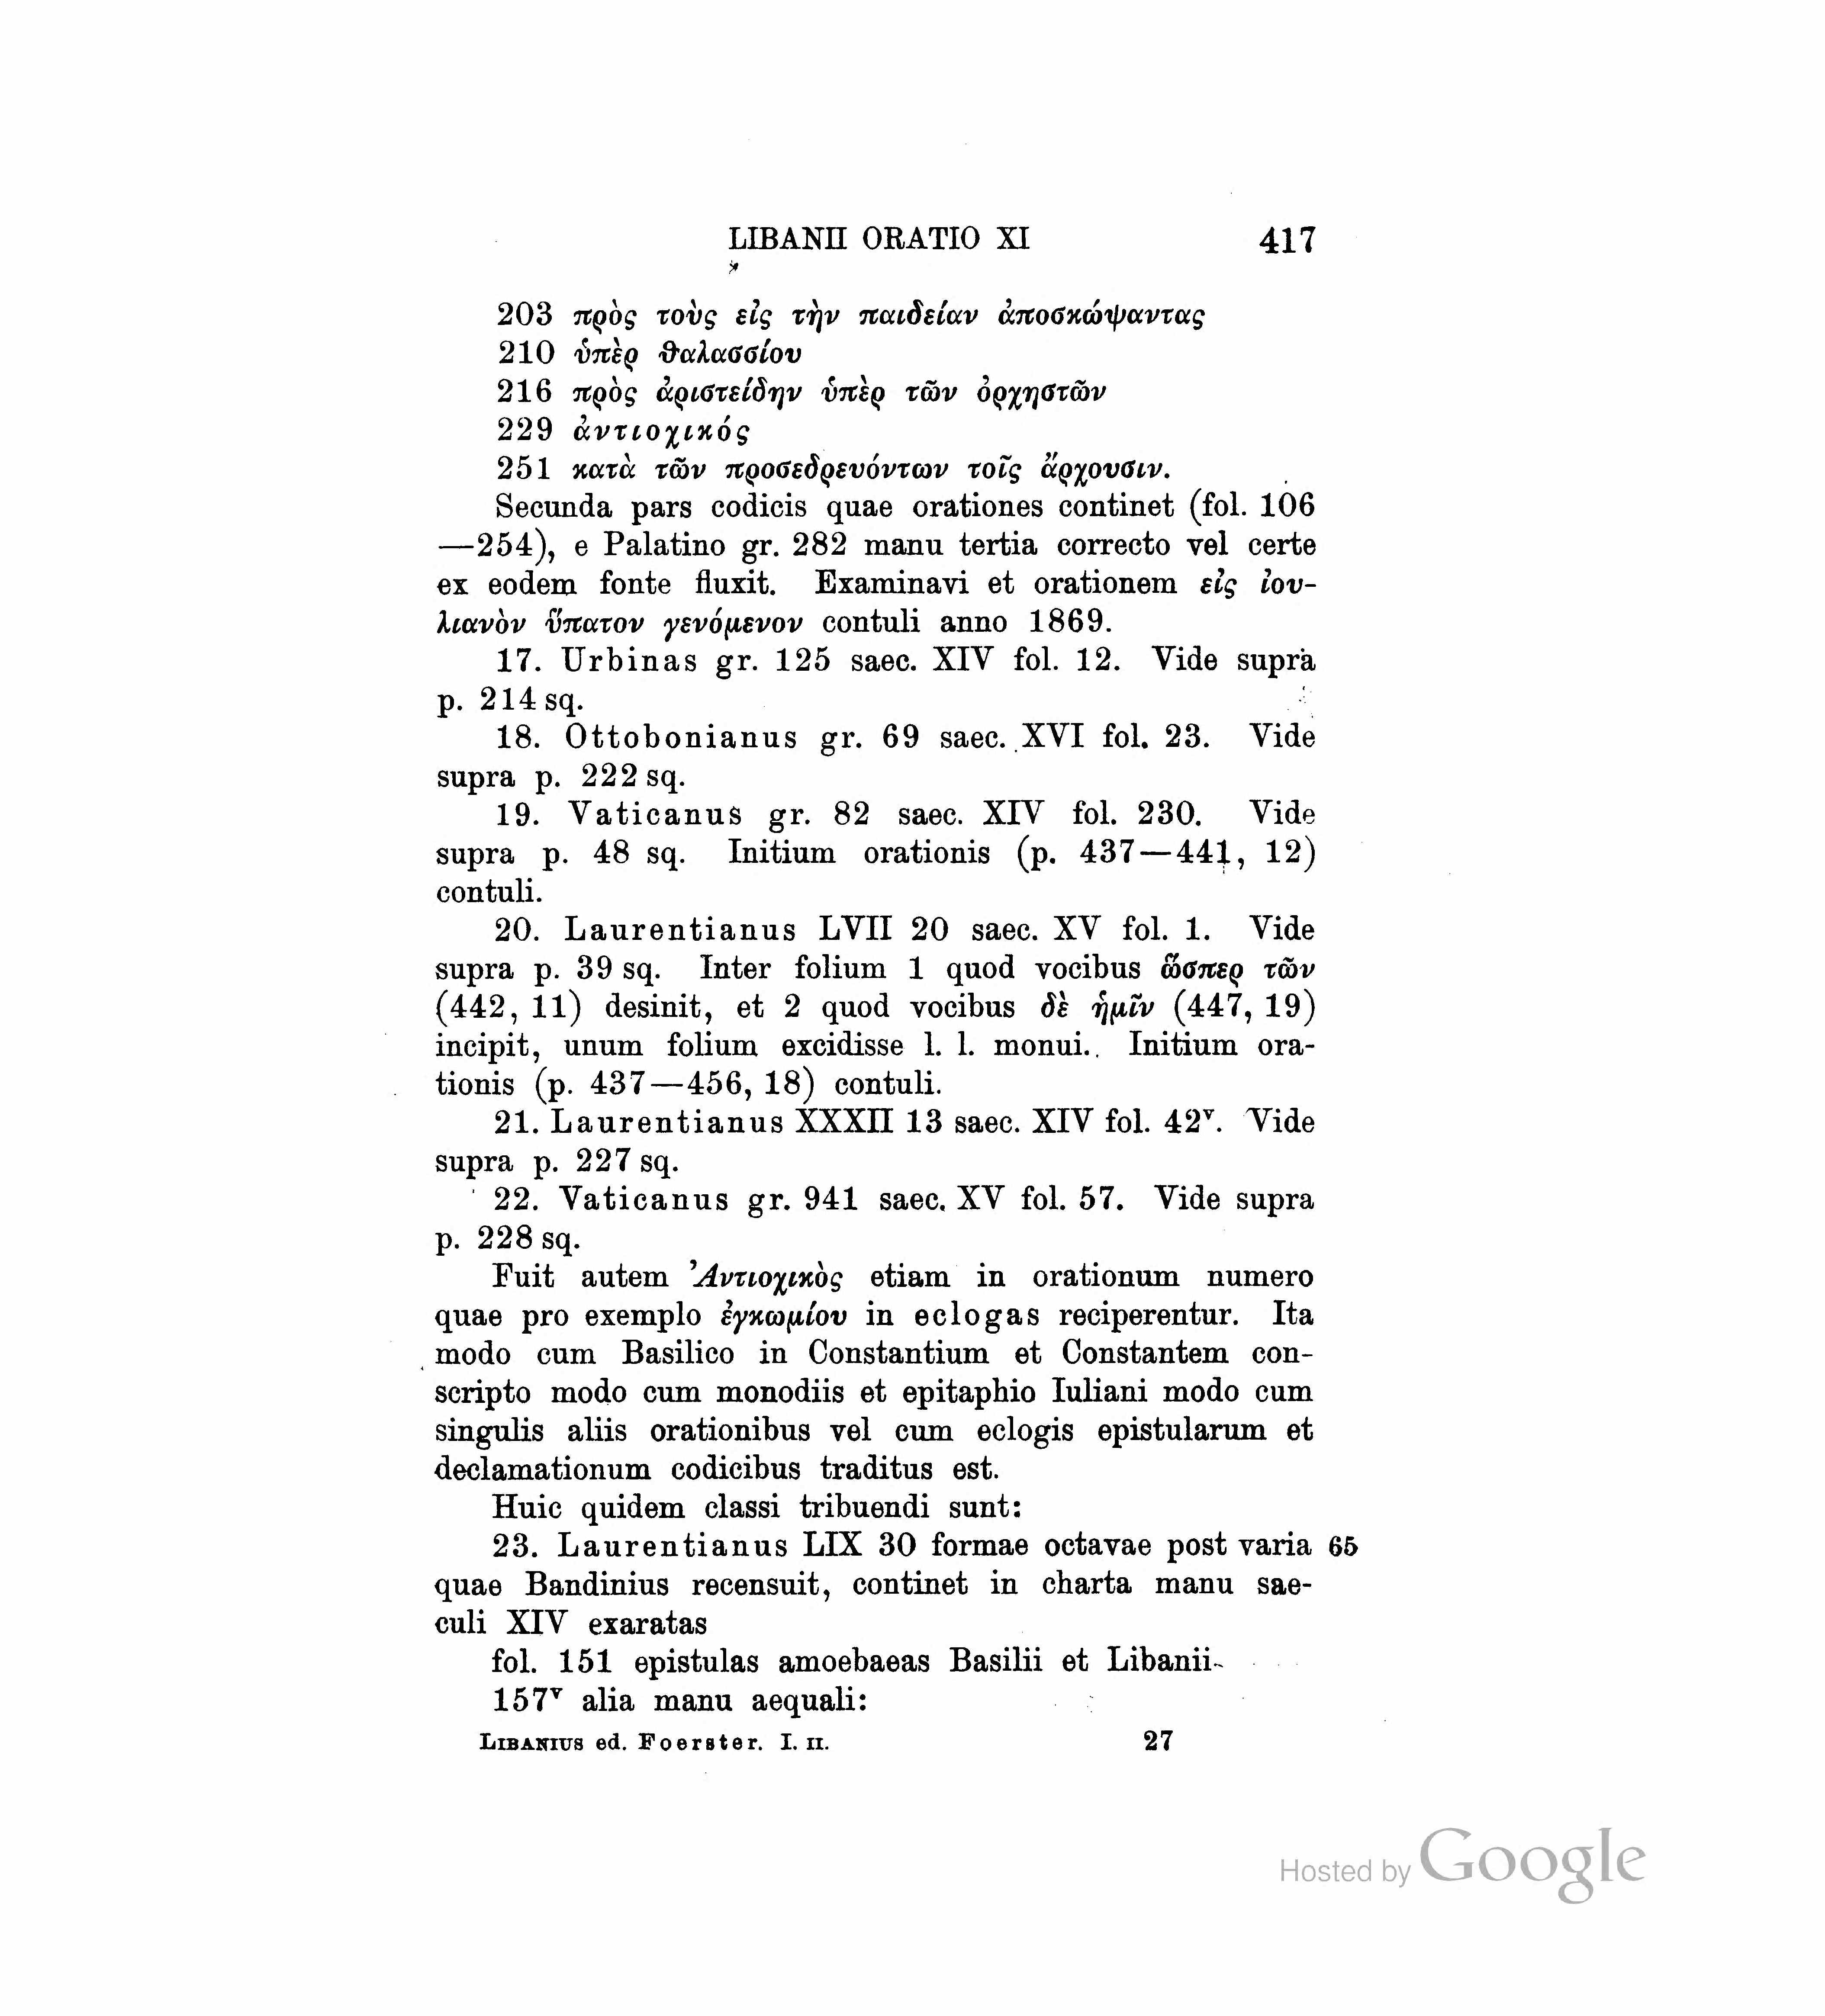 LIBANII ORATIO XI 417
203 πρὸς τοὺς εἰς τὴν παιδείαν ἀποσκώψαντας
210 ὑπὲρ θαλασσίου
216 πρὸς ἀριστείδην ὑπὲρ τῶν ὀρχηστῶν
229 ἀντιοχικός
251 κατὰ τῶν προσεδρευόντων τοῖς ἄρχουσιν.
Secunda pars codicis quae orationes continet (fol. 106
—254), e Palatino gr. 282 manu tertia correcto vel certe
ex eodem fonte fluxit. Examinavi et orationem εἰς ἰου-
λιανὸν ὕπατον γενόμενον contuli anno 1869.
17. Urbinas gr. 125 saec. XIV fol. 12. Vide supra
p. 214 sq.
18. Ottobonianus gr. 69 saec. XVI fol. 23. Vide
supra p. 222 sq.
19. Vaticanus gr. 82 saec. XIV fol. 230. Vide
supra p. 48 sq. Initium orationis (p. 437—441, 12)
contuli.
20. Laurentianus LVII 20 saec. XV fol. 1. Vide
supra p. 39 sq. Inter folium 1 quod vocibus ὥσπερ τῶν
(442, 11) desinit, et 2 quod vocibus δὲ ἡμῖν (447, 19)
incipit, unum folium excidisse l. l. monui. Initium ora-
tionis (p. 437—456, 18) contuli.
21. Laurentianus XXXII 13 saec. XIV fol. 42ᵛ. Vide
supra p. 227 sq.
22. Vaticanus gr. 941 saec. XV fol. 57. Vide supra
p. 228 sq.
Fuit autem Ἀντιοχικὸς etiam in orationum numero
quae pro exemplo ἐγκωμίου in eclogas reciperentur. Ita
modo cum Basilico in Constantium et Constantem con-
scripto modo cum monodiis et epitaphio Iuliani modo cum
singulis aliis orationibus vel cum eclogis epistularum et
declamationum codicibus traditus est.
Huic quidem classi tribuendi sunt:
23. Laurentianus LIX 30 formae octavae post varia 65
quae Bandinius recensuit, continet in charta manu sae-
culi XIV exaratas
fol. 151 epistulas amoebaeas Basilii et Libanii
157ᵛ alia manu aequali:
LIBANIUS ed. Foerster. I. II. 27
Hosted by Google